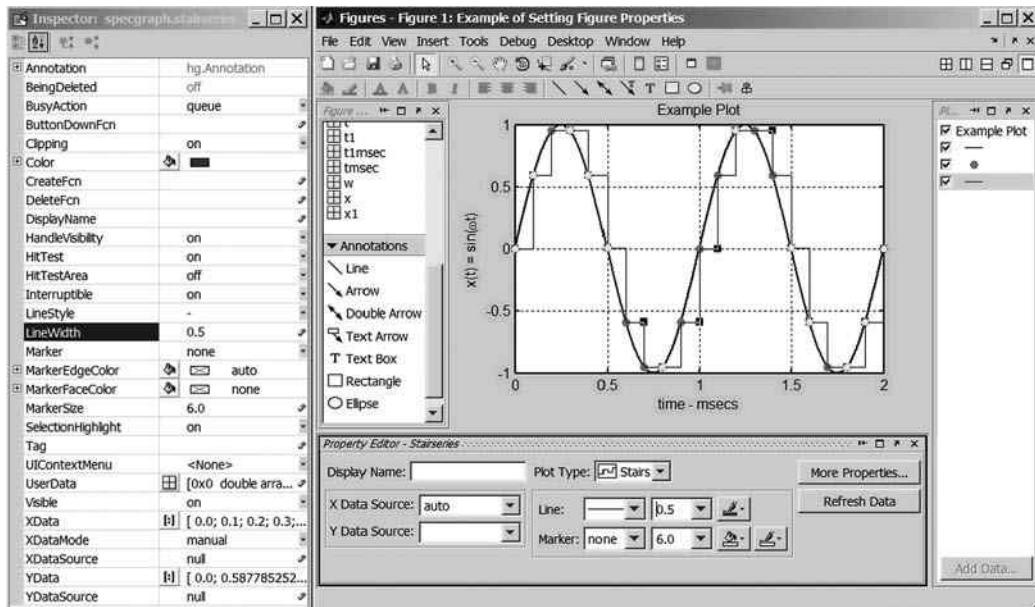 Inspector: specgraph.stairseries
Annotation hg.Annotation
BeingDeleted off
BusyAction queue
ButtonDownFcn
Clipping on
Color
CreateFcn
DeleteFcn
DisplayName
HandleVisibility on
HitTest on
HitTestArea off
Interruptible on
LineStyle -
LineWidth 0.5
Marker none
MarkerEdgeColor auto
MarkerFaceColor none
MarkerSize 6.0
SelectionHighlight on
Tag
UIContextMenu <None>
UserData [0x0 double arra...
Visible on
XData [ 0.0; 0.1; 0.2; 0.3;...
XDataMode manual
XDataSource null
YData [ 0.0; 0.587785252...
YDataSource null
Figures - Figure 1: Example of Setting Figure Properties
File Edit View Insert Tools Debug Desktop Window Help
Figure ...
t1
t1msec
tmsec
w
x
x1
Annotations
Line
Arrow
Double Arrow
Text Arrow
T Text Box
Rectangle
Ellipse
Example Plot
1
0.5
0
-0.5
-1
x(t) = sin(ωt)
0 0.5 1 1.5 2
time - msecs
Example Plot
Add Data...
Property Editor - Stairseries
Display Name: Plot Type: Stairs More Properties...
X Data Source: auto Line: 0.5 Refresh Data
Y Data Source: Marker: none 6.0